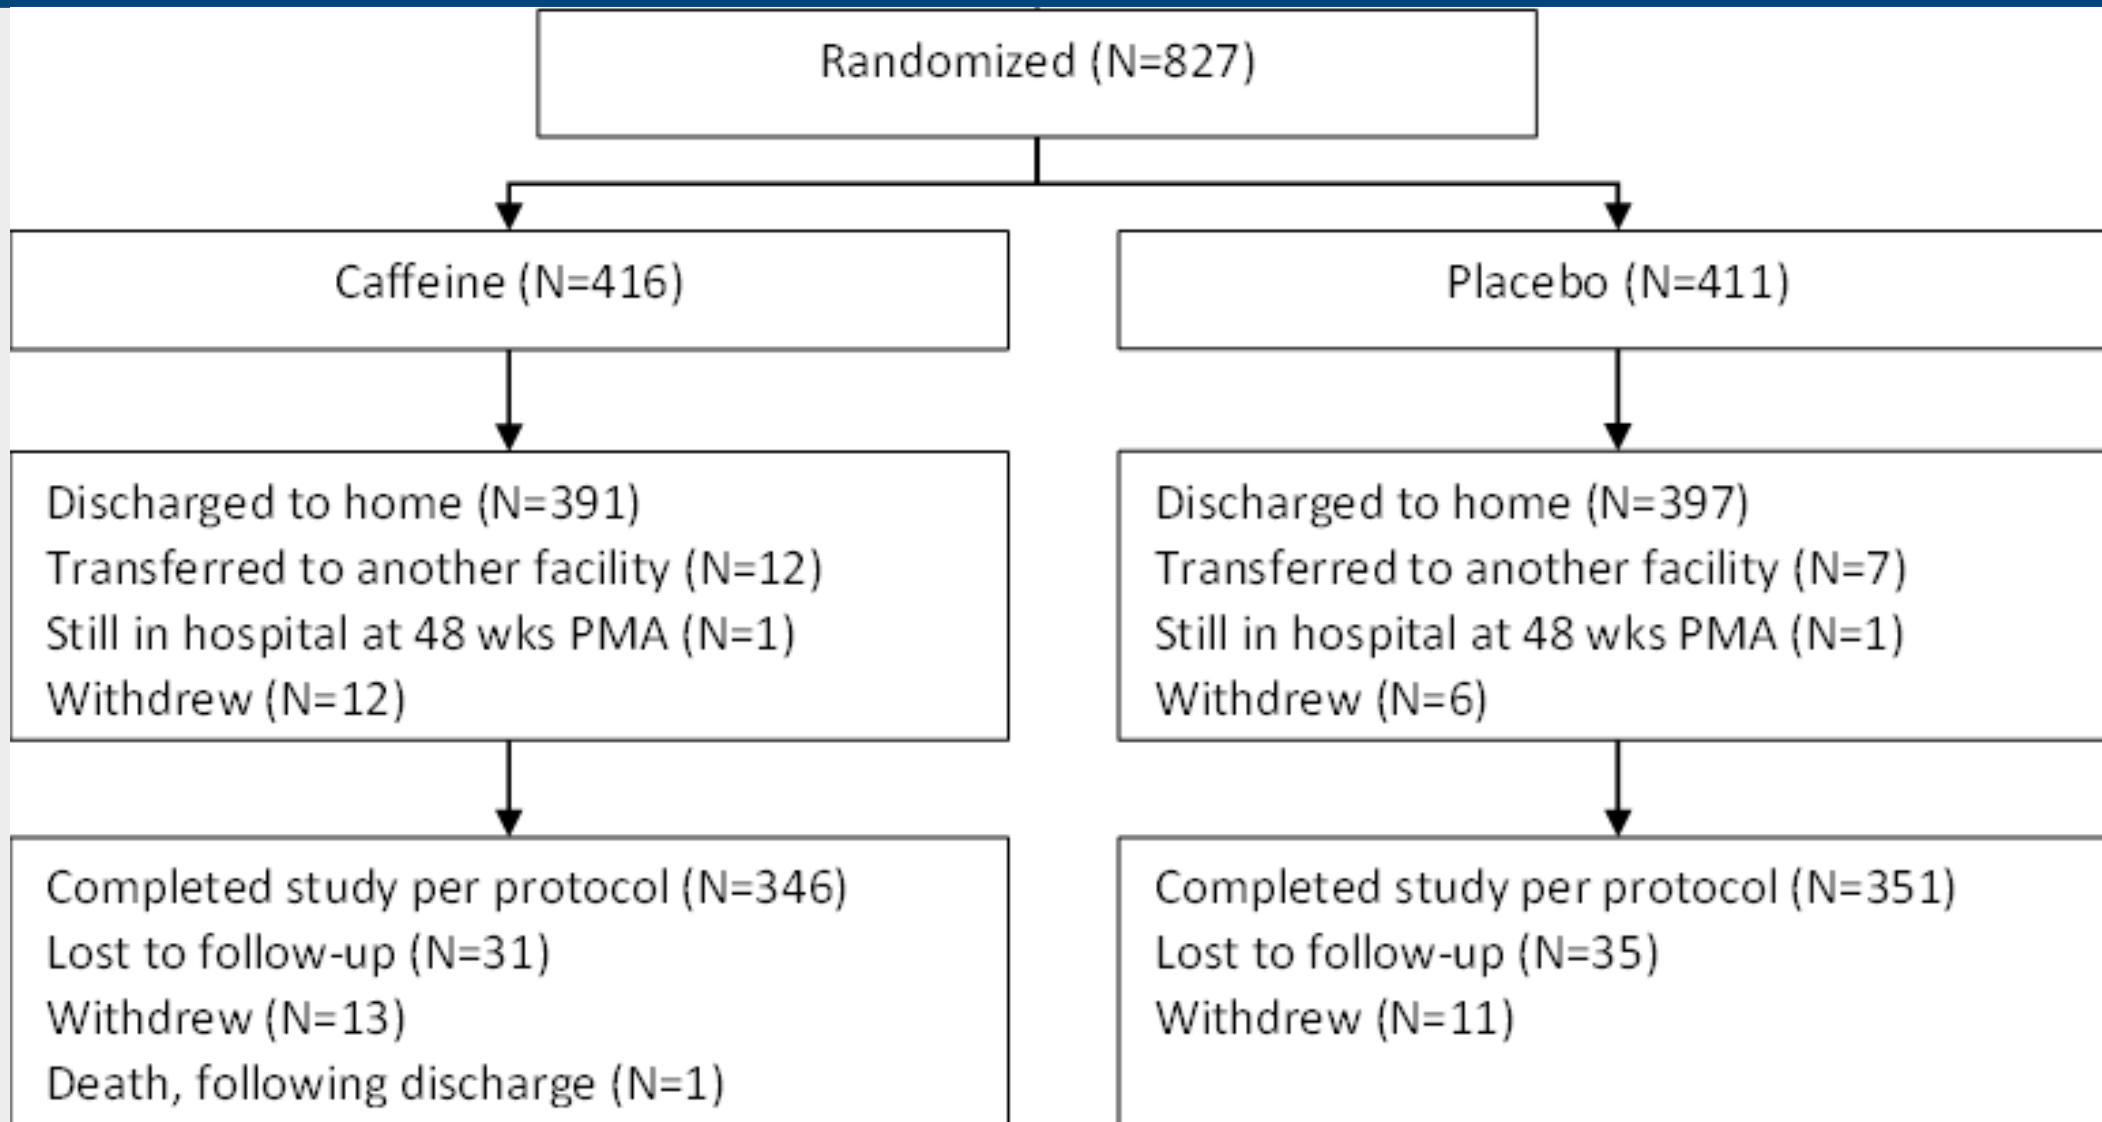 Randomized (N=827)
Caffeine (N=416)
Placebo (N=411)
Discharged to home (N=391)
Transferred to another facility (N=12)
Still in hospital at 48 wks PMA (N=1)
Withdrew (N=12)
Discharged to home (N=397)
Transferred to another facility (N=7)
Still in hospital at 48 wks PMA (N=1)
Withdrew (N=6)
Completed study per protocol (N=346)
Lost to follow-up (N=31)
Withdrew (N=13)
Death, following discharge (N=1)
Completed study per protocol (N=351)
Lost to follow-up (N=35)
Withdrew (N=11)